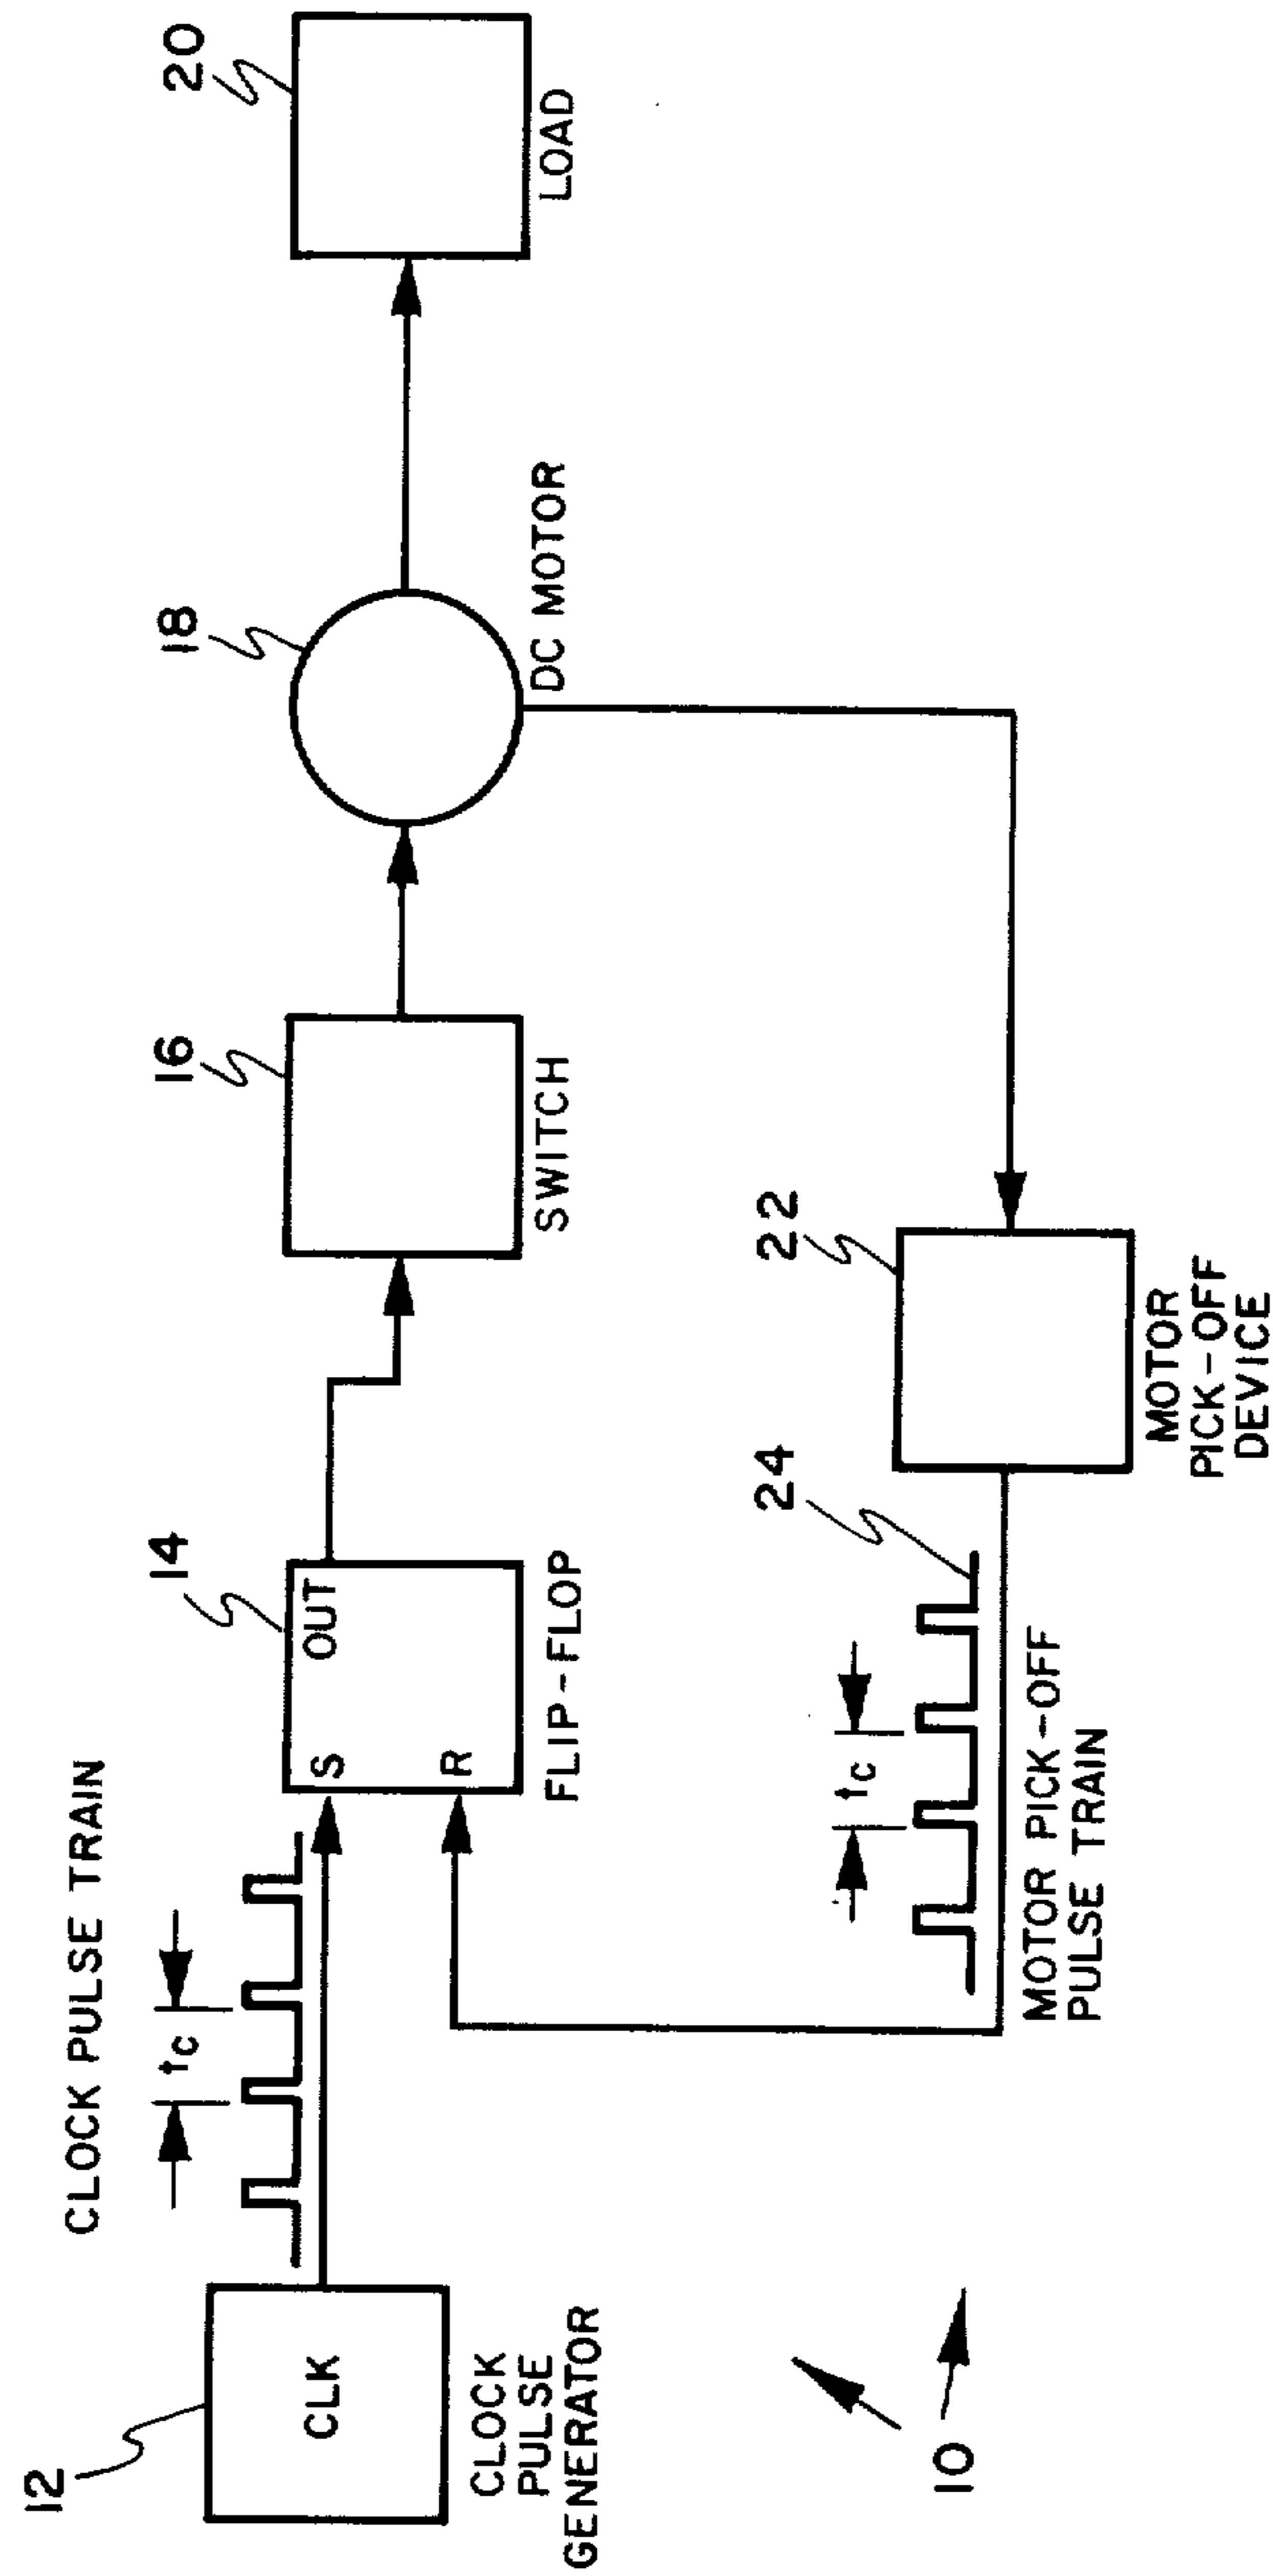 12
CLK
CLOCK
PULSE
GENERATOR
CLOCK PULSE TRAIN
tc
14
S
OUT
R
FLIP-FLOP
16
SWITCH
18
DC MOTOR
20
LOAD
10
24
tc
MOTOR PICK-OFF
PULSE TRAIN
22
MOTOR
PICK-OFF
DEVICE